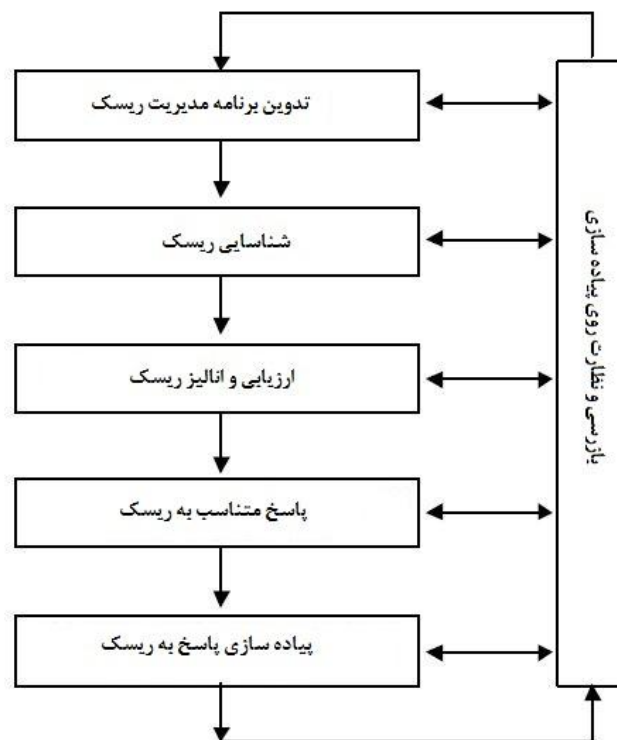 تدوین برنامه مدیریت ریسک
شناسایی ریسک
ارزیابی و انالیز ریسک
پاسخ متناسب به ریسک
پیاده سازی پاسخ به ریسک
بازرسی و نظارت روی پیاده سازی